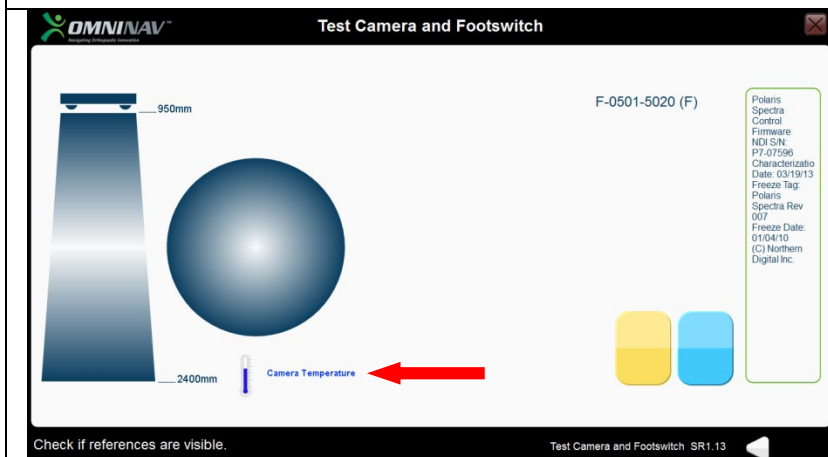 OMNINAV™
Navigating Orthopaedic Innovation
Test Camera and Footswitch
950mm
F-0501-5020 (F)
Polaris
Spectra
Control
Firmware
NDI S/N:
P7-07596
Characterizatio
Date: 03/19/13
Freeze Tag:
Polaris
Spectra Rev
007
Freeze Date:
01/04/10
(C) Northern
Digital Inc.
2400mm
Camera Temperature
Check if references are visible.
Test Camera and Footswitch SR1.13